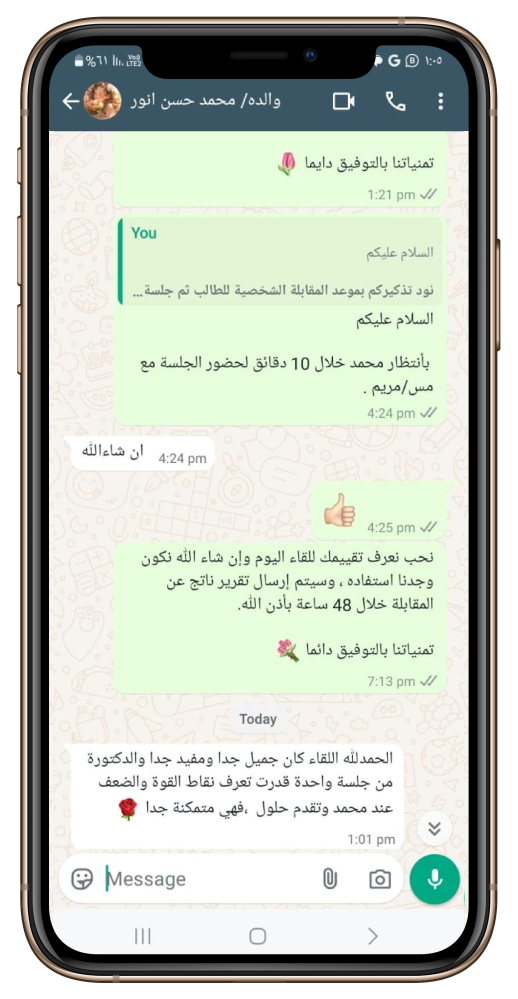 %٦١ Vo)) LTE2 G B ١:٠٥
والده/ محمد حسن انور
تمنياتنا بالتوفيق دايما 🌷
1:21 pm
You
السلام عليكم
نود تذكيركم بموعد المقابلة الشخصية للطالب ثم جلسة...
السلام عليكم
بأنتظار محمد خلال 10 دقائق لحضور الجلسة مع
مس/مريم .
4:24 pm
ان شاءالله
4:24 pm
👍🏻
4:25 pm
نحب نعرف تقييمك للقاء اليوم وإن شاء الله نكون
وجدنا استفاده ، وسيتم إرسال تقرير ناتج عن
المقابلة خلال 48 ساعة بأذن الله.
تمنياتنا بالتوفيق دائما 💐
7:13 pm
Today
الحمدلله اللقاء كان جميل جدا ومفيد جدا والدكتورة
من جلسة واحدة قدرت تعرف نقاط القوة والضعف
عند محمد وتقدم حلول ،فهي متمكنة جدا 🌹
1:01 pm
Message